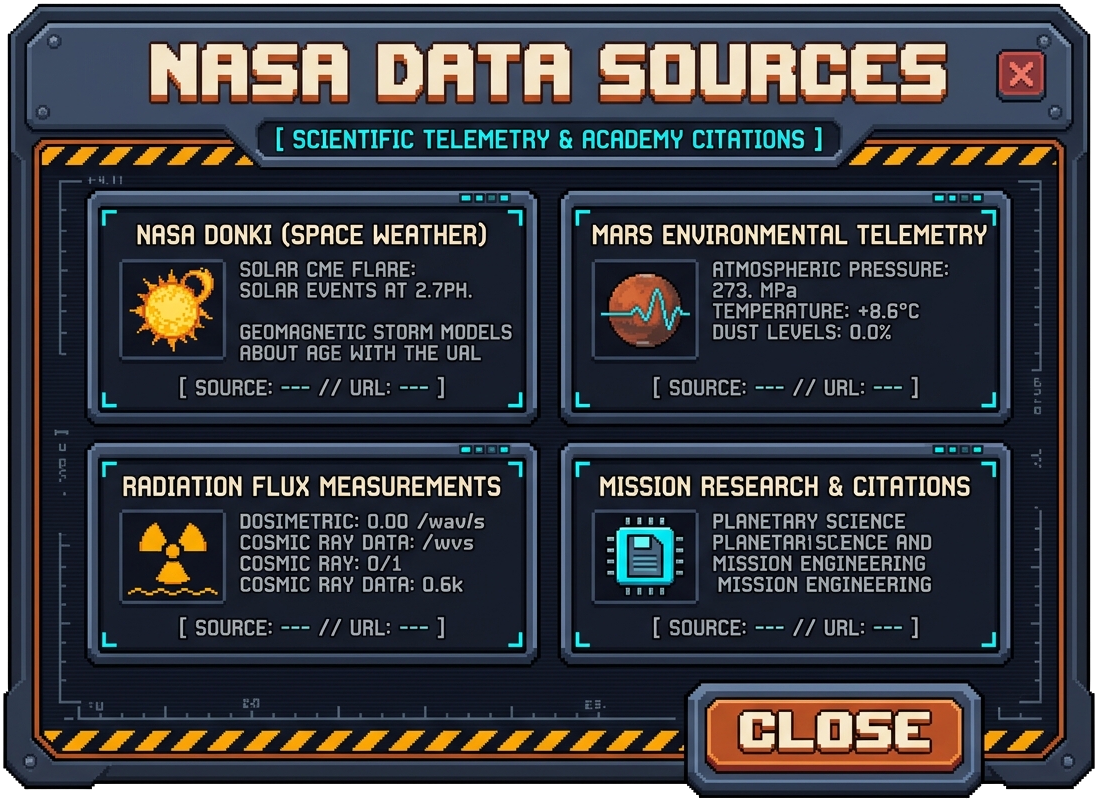 NASA DATA SOURCES
[ SCIENTIFIC TELEMETRY & ACADEMY CITATIONS ]
NASA DONKI (SPACE WEATHER)
SOLAR CME FLARE:
SOLAR EVENTS AT 2.7PH.
GEOMAGNETIC STORM MODELS
ABOUT AGE WITH THE UAL
[ SOURCE: --- // URL: --- ]
MARS ENVIRONMENTAL TELEMETRY
ATMOSPHERIC PRESSURE:
273. MPa
TEMPERATURE: +8.6°C
DUST LEVELS: 0.0%
[ SOURCE: --- // URL: --- ]
RADIATION FLUX MEASUREMENTS
DOSIMETRIC: 0.00 /wav/s
COSMIC RAY DATA: /wvs
COSMIC RAY: 0/1
COSMIC RAY DATA: 0.6k
[ SOURCE: --- // URL: --- ]
MISSION RESEARCH & CITATIONS
PLANETARY SCIENCE
PLANETARI SCENCE AND
MISSION ENGINEERING
MISSION ENGINEERING
[ SOURCE: --- // URL: --- ]
CLOSE